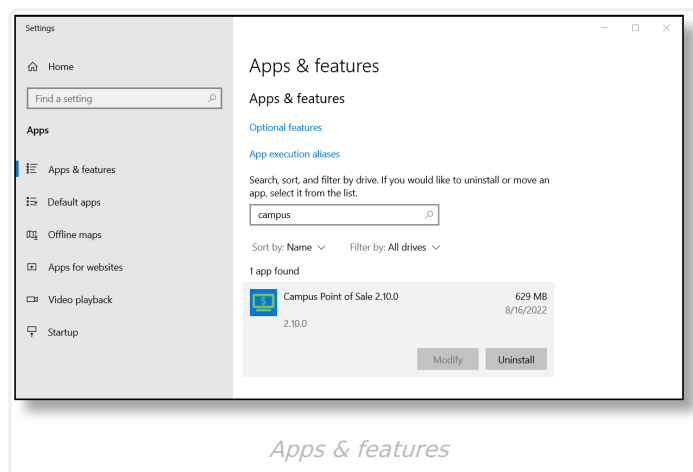 Settings
Home
Find a setting
Apps
Apps & features
Default apps
Offline maps
Apps for websites
Video playback
Startup
Apps & features
Apps & features
Optional features
App execution aliases
Search, sort, and filter by drive. If you would like to uninstall or move an
app, select it from the list.
campus
Sort by: Name Filter by: All drives
1 app found
Campus Point of Sale 2.10.0 629 MB
8/16/2022
2.10.0
Modify Uninstall
Apps & features